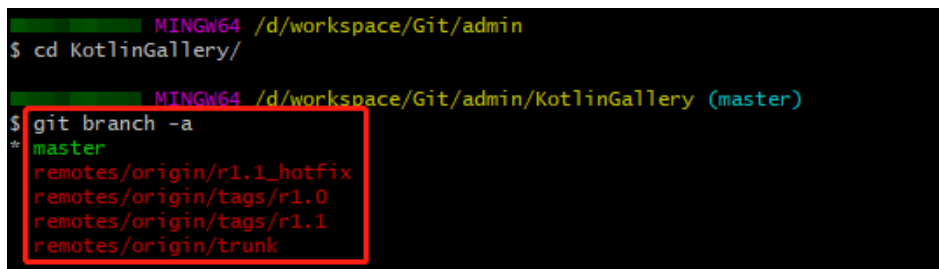 MINGW64 /d/workspace/Git/admin
$ cd KotlinGallery/
MINGW64 /d/workspace/Git/admin/KotlinGallery (master)
$ git branch -a
* master
remotes/origin/r1.1_hotfix
remotes/origin/tags/r1.0
remotes/origin/tags/r1.1
remotes/origin/trunk